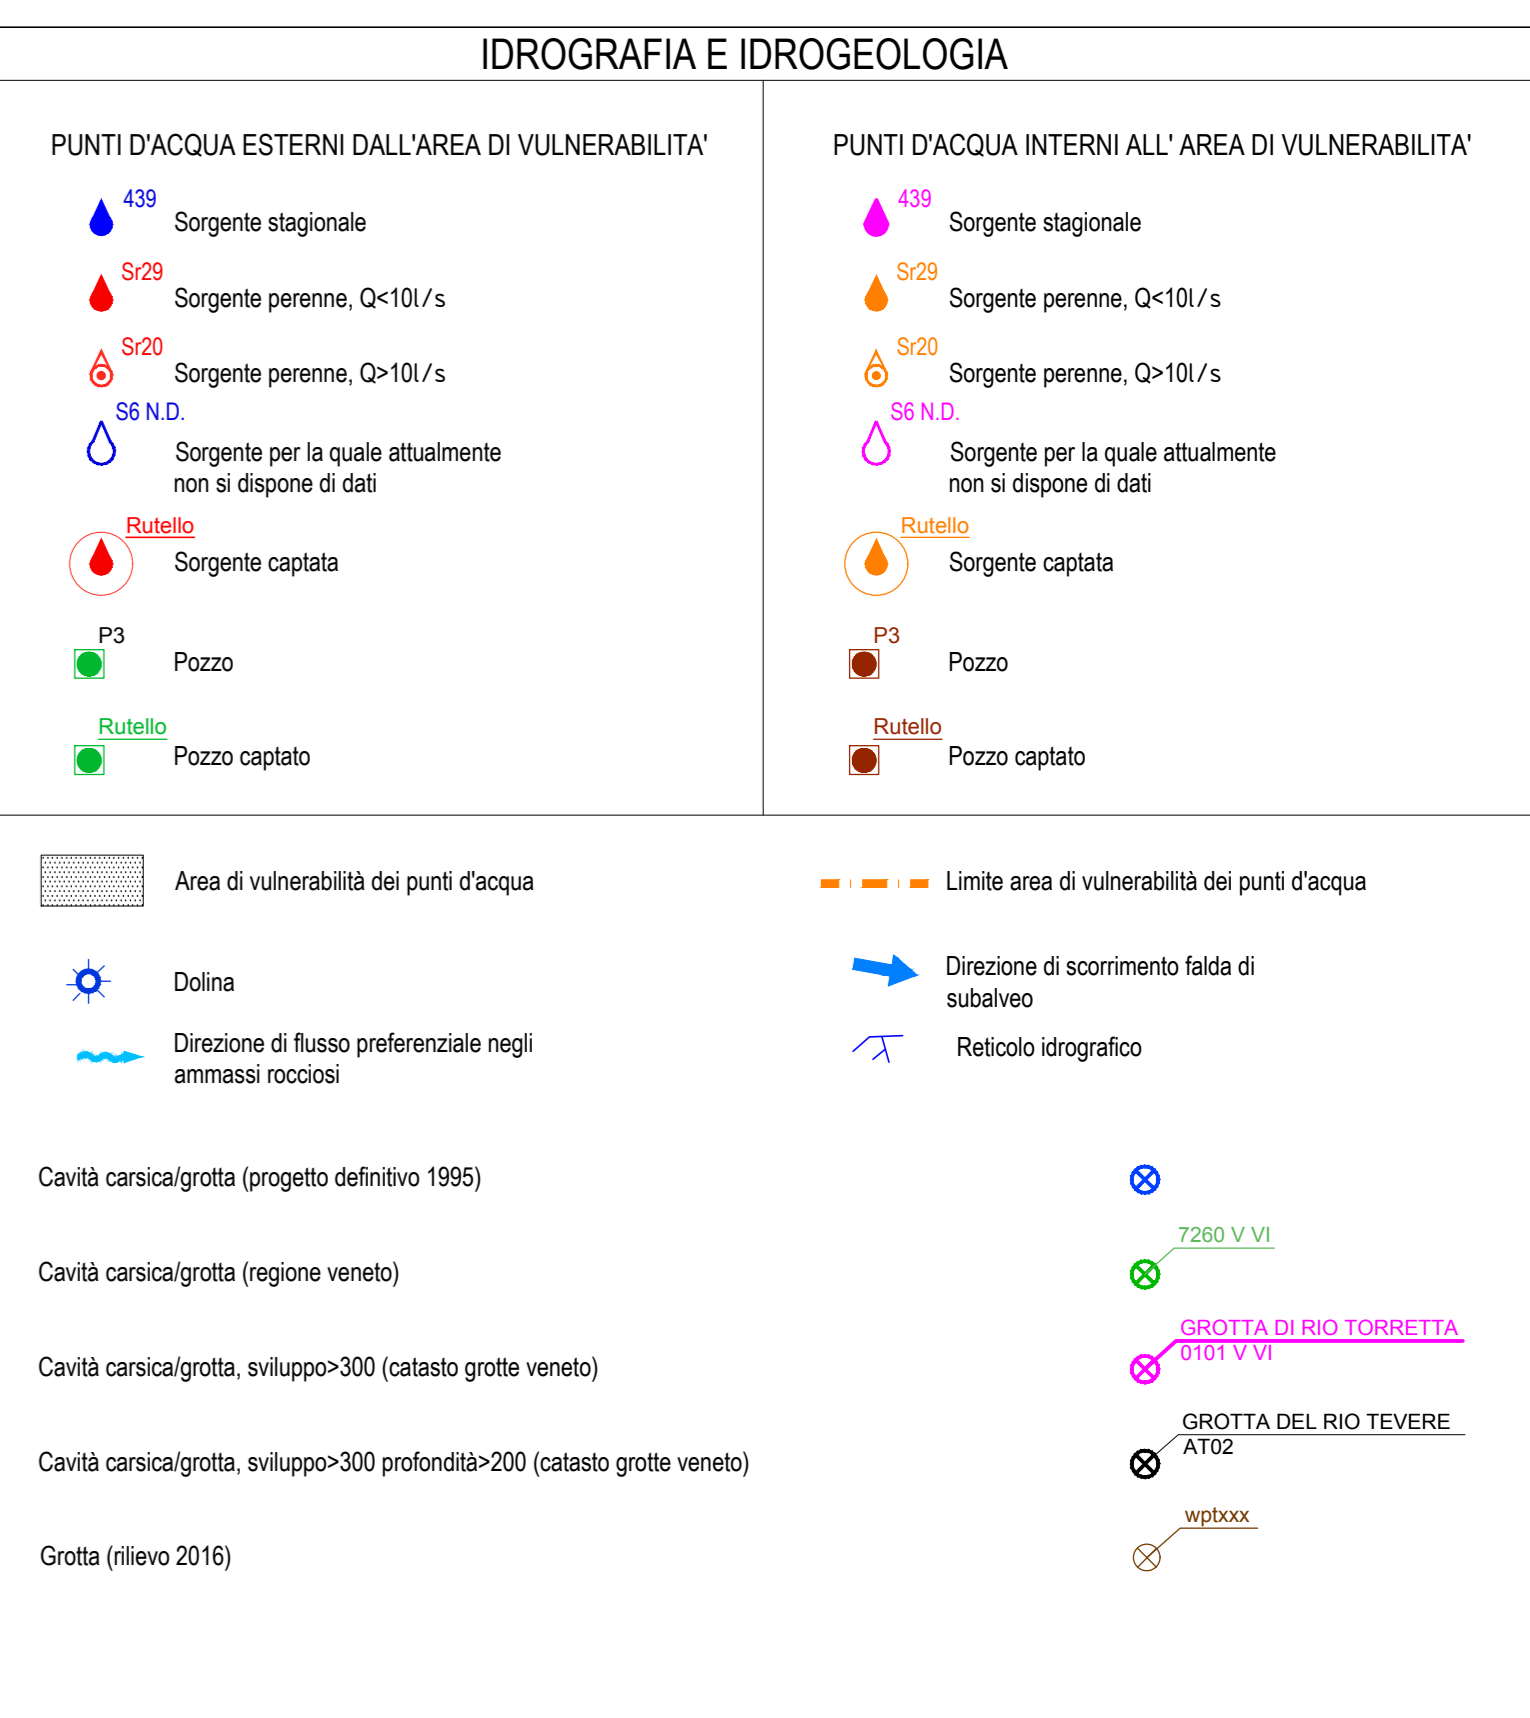 IDROGRAFIA E IDROGEOLOGIA
PUNTI D'ACQUA ESTERNI DALL'AREA DI VULNERABILITA'
439
Sorgente stagionale
Sr29
Sorgente perenne, Q<10l/s
Sr20
Sorgente perenne, Q>10l/s
S6 N.D.
Sorgente per la quale attualmente
non si dispone di dati
Rutello
Sorgente captata
P3
Pozzo
Rutello
Pozzo captato
PUNTI D'ACQUA INTERNI ALL' AREA DI VULNERABILITA'
439
Sorgente stagionale
Sr29
Sorgente perenne, Q<10l/s
Sr20
Sorgente perenne, Q>10l/s
S6 N.D.
Sorgente per la quale attualmente
non si dispone di dati
Rutello
Sorgente captata
P3
Pozzo
Rutello
Pozzo captato
Area di vulnerabilità dei punti d'acqua
Limite area di vulnerabilità dei punti d'acqua
Dolina
Direzione di scorrimento falda di
subalveo
Direzione di flusso preferenziale negli
ammassi rocciosi
Reticolo idrografico
Cavità carsica/grotta (progetto definitivo 1995)
Cavità carsica/grotta (regione veneto)
7260 V VI
Cavità carsica/grotta, sviluppo>300 (catasto grotte veneto)
GROTTA DI RIO TORRETTA
0101 V VI
Cavità carsica/grotta, sviluppo>300 profondità>200 (catasto grotte veneto)
GROTTA DEL RIO TEVERE
AT02
Grotta (rilievo 2016)
wptxxx